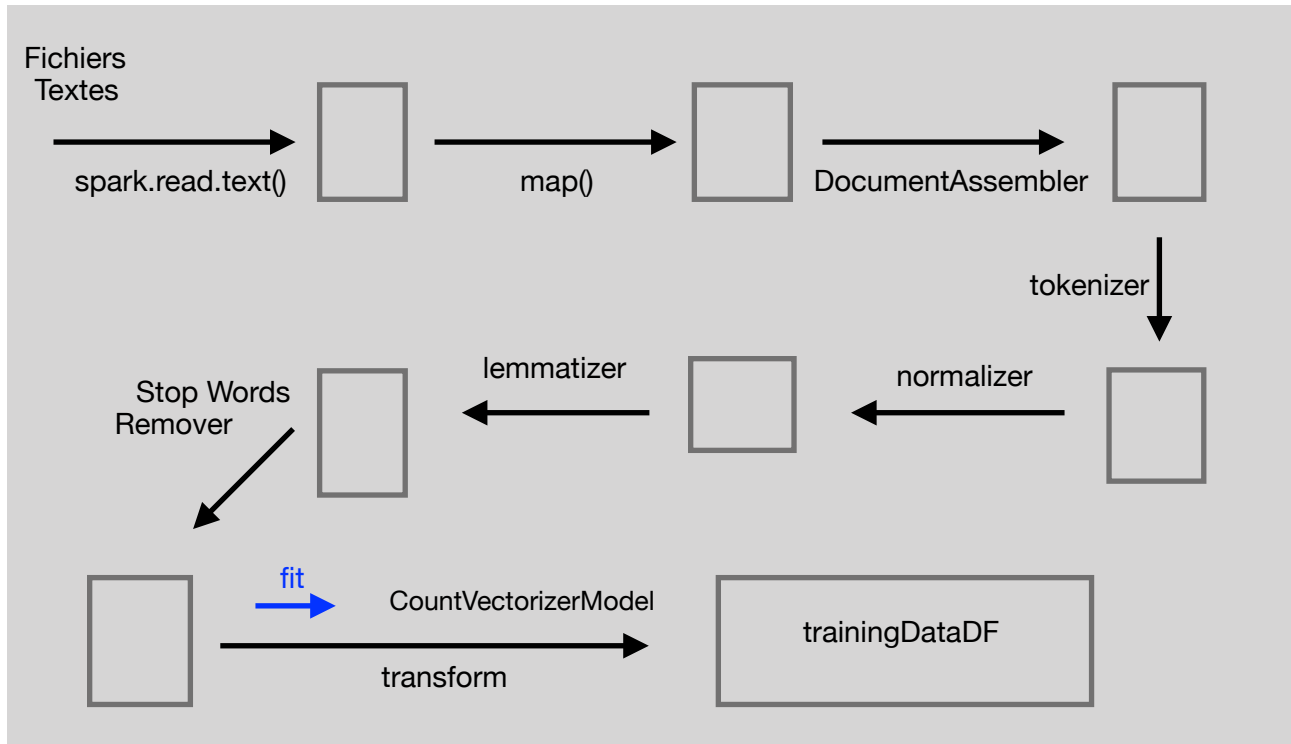 Fichiers
Textes
spark.read.text()
map()
DocumentAssembler
tokenizer
normalizer
lemmatizer
Stop Words
Remover
fit
CountVectorizerModel
transform
trainingDataDF